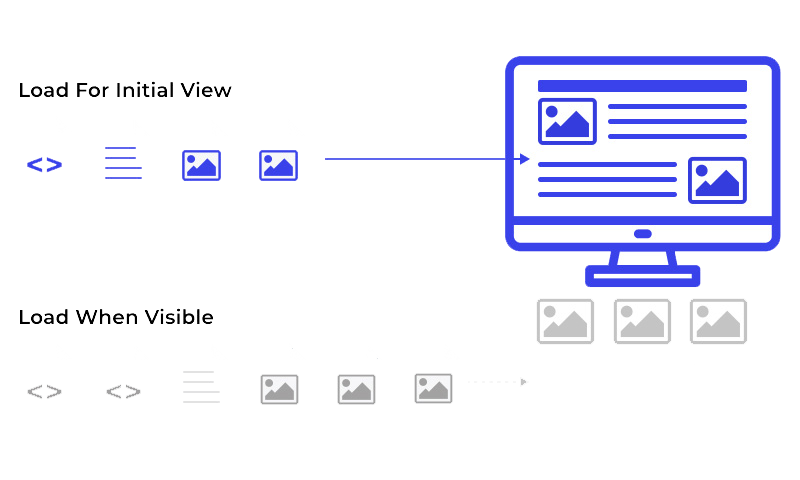 Load For Initial View
< >
Load When Visible
< > < >